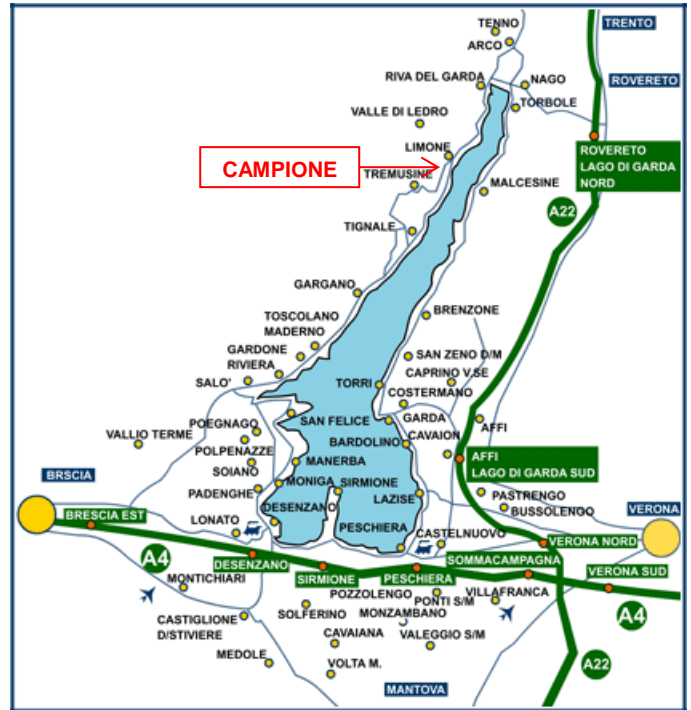 TENNO
TRENTO
ARCO
RIVA DEL GARDA
NAGO
ROVERETO
TORBOLE
VALLE DI LEDRO
LIMONE
ROVERETO
LAGO DI GARDA
NORD
CAMPIONE
TREMUSINE
MALCESINE
A22
TIGNALE
GARGANO
BRENZONE
TOSCOLANO
MADERNO
GARDONE
RIVIERA
SAN ZENO D/M
CAPRINO V.SE
SALO'
TORRI
COSTERMANO
GARDA
SAN FELICE
AFFI
POEGNAGO
VALLIO TERME
BARDOLINO
CAVAION
POLPENAZZE
AFFI
LAGO DI GARDA SUD
SOIANO
MANERBA
BRSCIA
PADENGHE
MONIGA
SIRMIONE
LAZISE
PASTRENGO
BUSSOLENGO
VERONA
DESENZANO
BRESCIA EST
LONATO
PESCHIERA
CASTELNUOVO
VERONA NORD
A4
DESENZANO
SIRMIONE
PESCHIERA
SOMMACAMPAGNA
VERONA SUD
MONTICHIARI
POZZOLENGO
PONTI S/M
VILLAFRANCA
A4
SOLFERINO
MONZAMBANO
CASTIGLIONE
D/STIVIERE
CAVAIANA
VALEGGIO S/M
MEDOLE
VOLTA M.
A22
MANTOVA